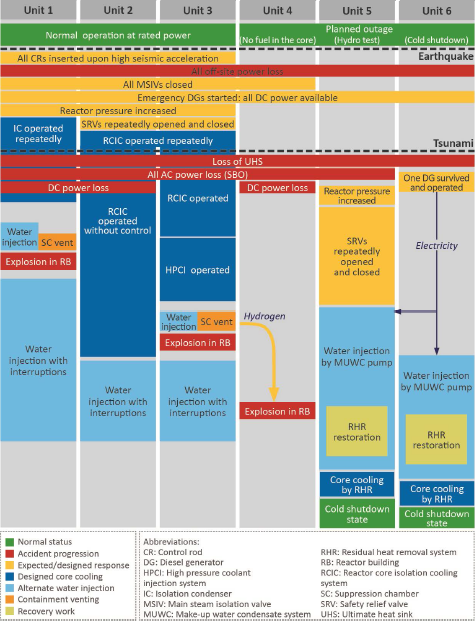 Unit 1 Unit 2 Unit 3 Unit 4 Unit 5 Unit 6
Normal operation at rated power
Planned outage
(No fuel in the core) (Hydro test) (Cold shutdown)
Earthquake
All CRs inserted upon high seismic acceleration
All off-site power loss
All MSIVs closed
Emergency DGs started; all DC power available
Reactor pressure increased
IC operated
repeatedly
SRVs repeatedly opened and closed
RCIC operated repeatedly
Tsunami
Loss of UHS
All AC power loss (SBO)
DC power loss
DC power loss
RCIC
operated
without control
RCIC
operated
HPCI operated
Reactor pressure
increased
One DG survived
and operated
SRVs
repeatedly
opened
and closed
Electricity
Water
injection
SC vent
Explosion in RB
Water
injection
SC vent
Explosion in RB
Hydrogen
Explosion in RB
Water
injection with
interruptions
Water
injection with
interruptions
Water
injection with
interruptions
Water injection
by MUWC pump
Water injection
by MUWC pump
RHR
restoration
RHR
restoration
Core cooling
by RHR
Core cooling
by RHR
Cold shutdown
state
Cold shutdown
state
Normal status
Accident progression
Expected/designed response
Designed core cooling
Alternate water injection
Containment venting
Recovery work
Abbreviations:
CR: Control rod
DG: Diesel generator
HPCI: High pressure coolant
injection system
IC: Isolation condenser
MSIV: Main steam isolation valve
MUWC: Make-up water condensate system
RHR: Residual heat removal system
RB: Reactor building
RCIC: Reactor core isolation cooling
system
SC: Suppression chamber
SRV: Safety relief valve
UHS: Ultimate heat sink